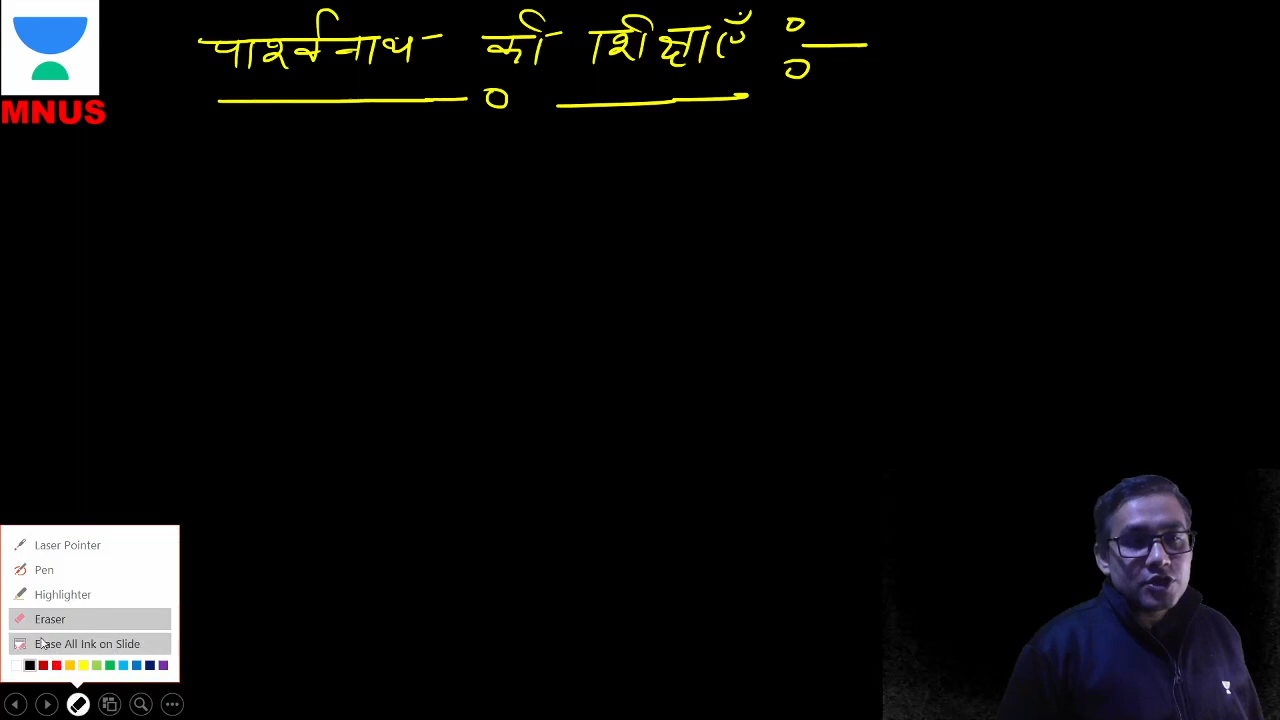 पार्श्वनाथ की शिक्षाएँ :—
MNUS
Laser Pointer
Pen
Highlighter
Eraser
Erase All Ink on Slide